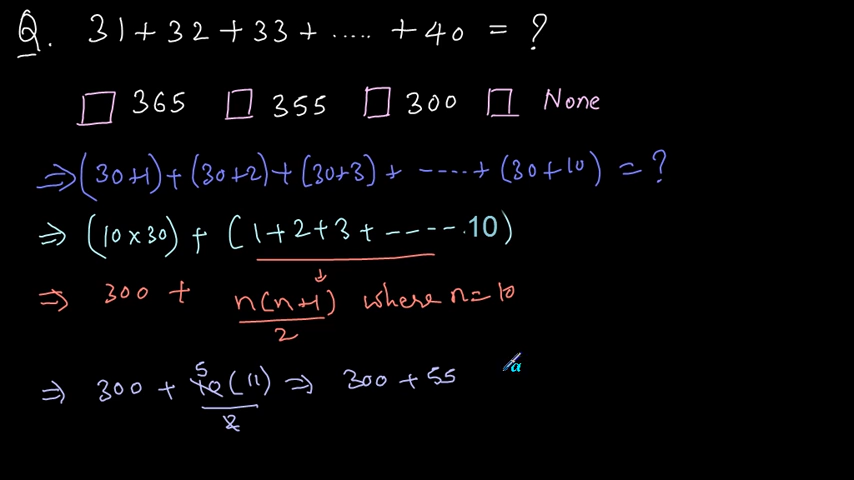 Q. 31+32+33+.....+40 = ?
365 355 300 None
⇒(30+1)+(30+2)+(30+3)+-----+(30+10) = ?
⇒ (10×30) + (1+2+3+-----.10)
⇒ 300 + n(n+1)/2 where n=10
⇒ 300 + 5 10(11)/2 ⇒ 300+55